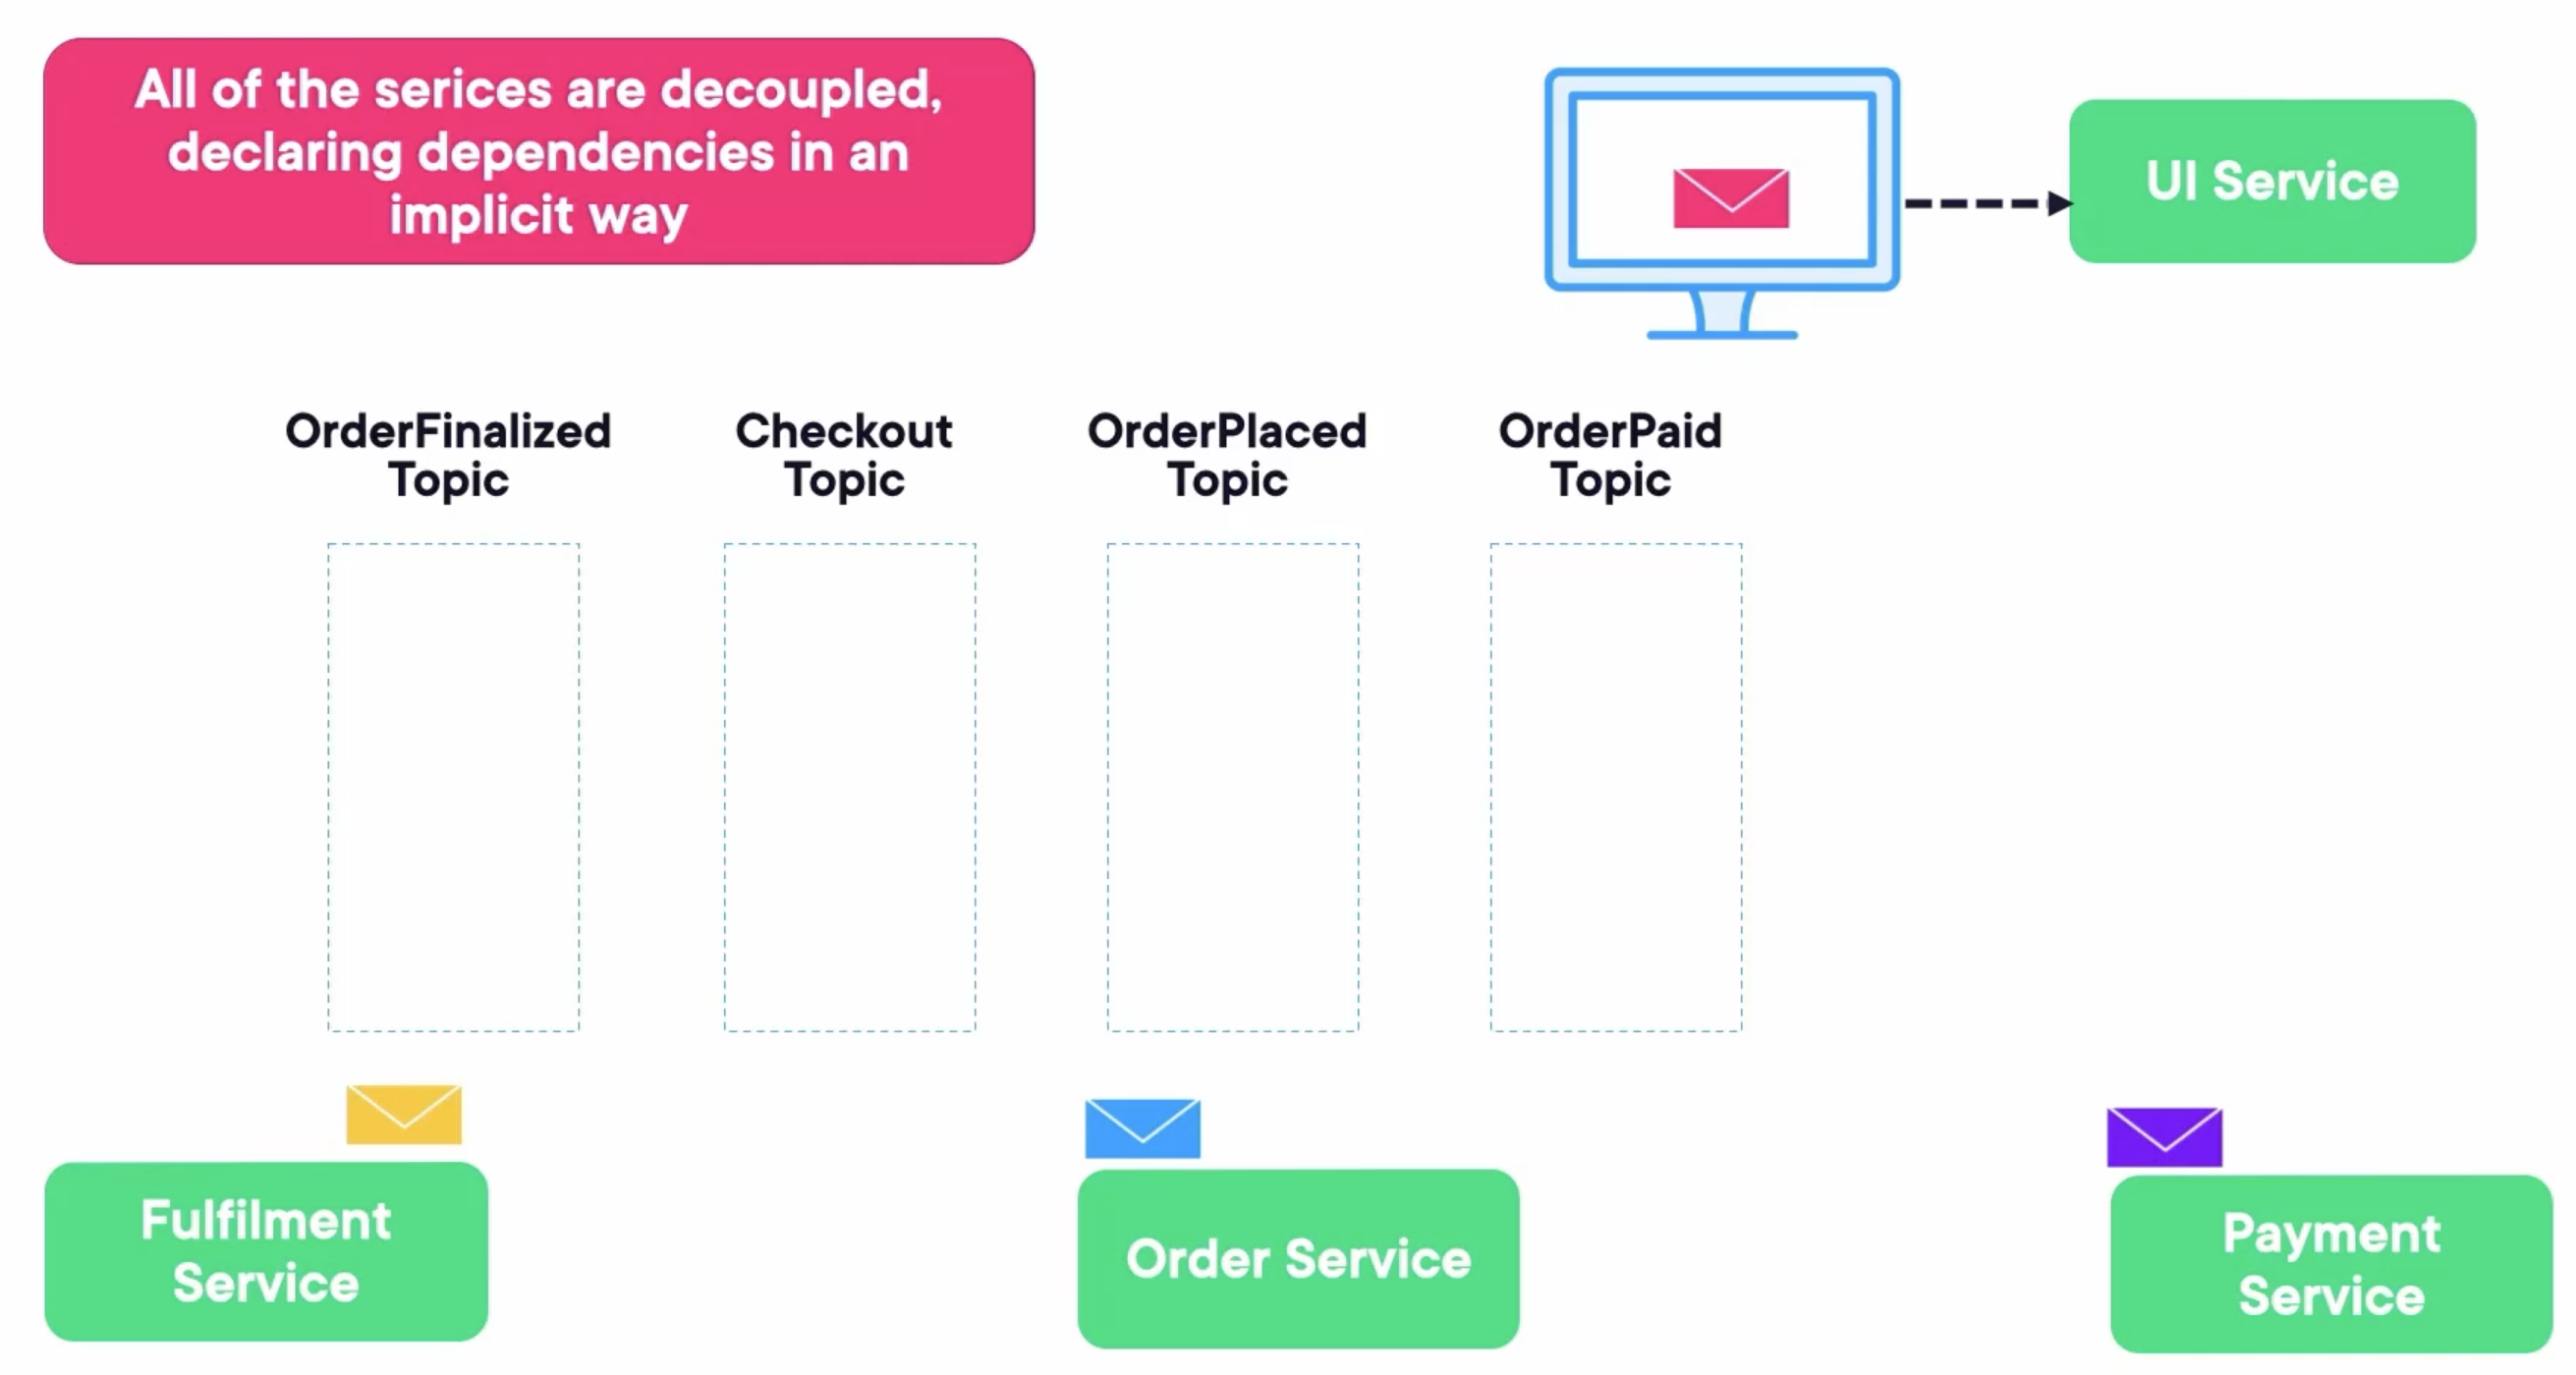 All of the serices are decoupled,
declaring dependencies in an
implicit way
UI Service
OrderFinalized
Topic
Checkout
Topic
OrderPlaced
Topic
OrderPaid
Topic
Fulfilment
Service
Order Service
Payment
Service